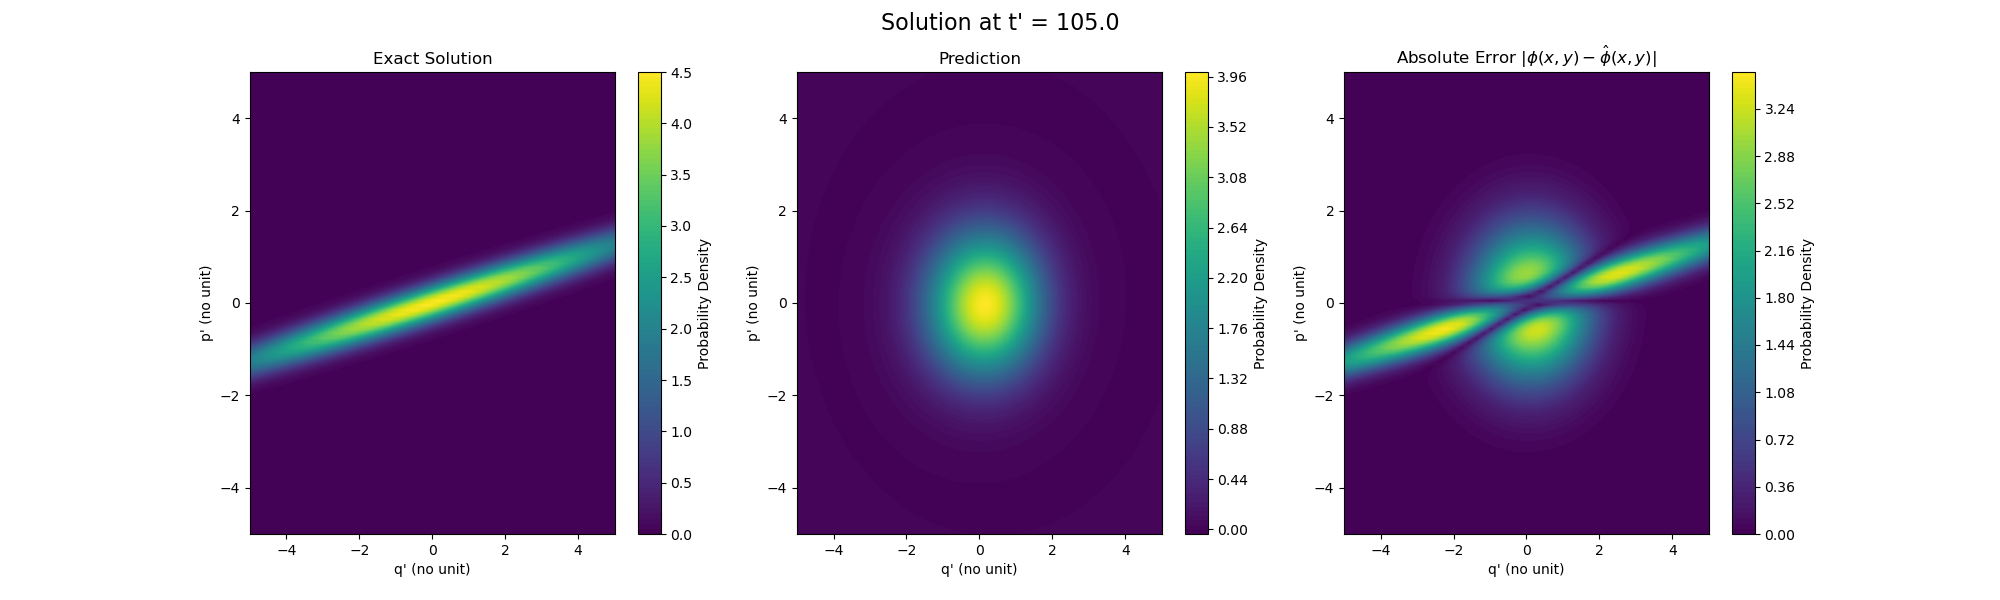 Solution at t' = 105.0
Exact Solution
4
2
0
−2
−4
−4 −2 0 2 4
p' (no unit)
q' (no unit)
4.5
4.0
3.5
3.0
2.5
2.0
1.5
1.0
0.5
0.0
Probability Density
Prediction
4
2
0
−2
−4
−4 −2 0 2 4
p' (no unit)
q' (no unit)
3.96
3.52
3.08
2.64
2.20
1.76
1.32
0.88
0.44
0.00
Probability Density
Absolute Error |ϕ(x, y) − ϕ̂(x, y)|
4
2
0
−2
−4
−4 −2 0 2 4
p' (no unit)
q' (no unit)
3.24
2.88
2.52
2.16
1.80
1.44
1.08
0.72
0.36
0.00
Probability Density